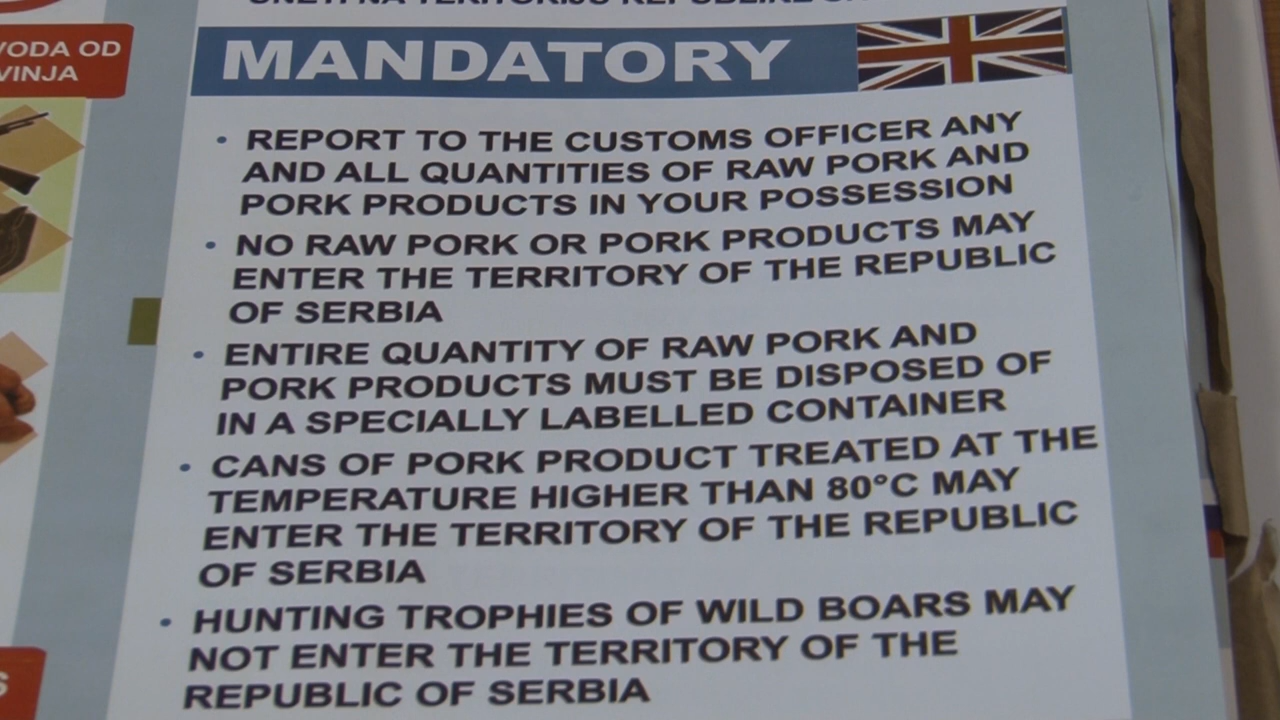 VODA OD
VINJA
MANDATORY
• REPORT TO THE CUSTOMS OFFICER ANY
AND ALL QUANTITIES OF RAW PORK AND
PORK PRODUCTS IN YOUR POSSESSION
• NO RAW PORK OR PORK PRODUCTS MAY
ENTER THE TERRITORY OF THE REPUBLIC
OF SERBIA
• ENTIRE QUANTITY OF RAW PORK AND
PORK PRODUCTS MUST BE DISPOSED OF
IN A SPECIALLY LABELLED CONTAINER
• CANS OF PORK PRODUCT TREATED AT THE
TEMPERATURE HIGHER THAN 80°C MAY
ENTER THE TERRITORY OF THE REPUBLIC
OF SERBIA
• HUNTING TROPHIES OF WILD BOARS MAY
NOT ENTER THE TERRITORY OF THE
REPUBLIC OF SERBIA
S